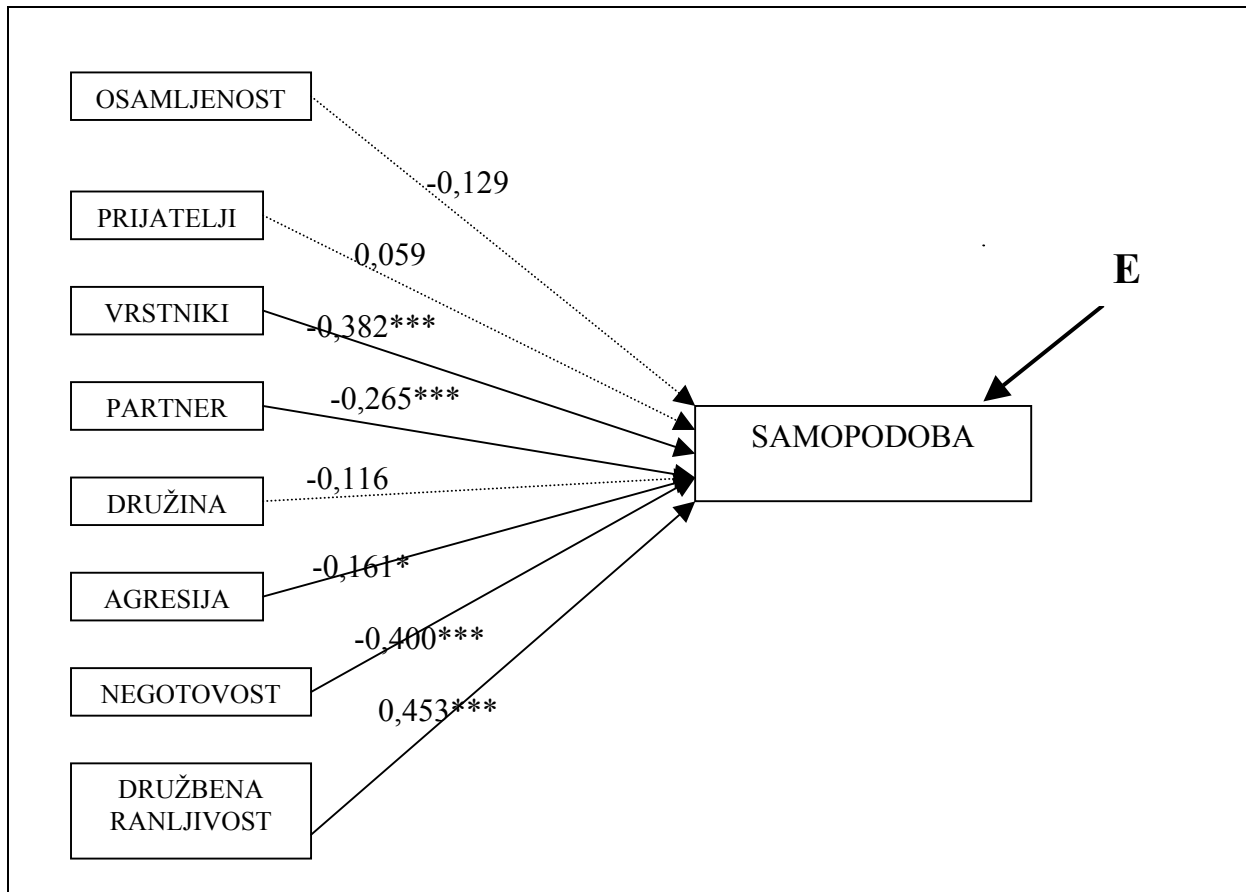 OSAMLJENOST
-0,129
PRIJATELJI
0,059
E
VRSTNIKI
-0,382***
PARTNER
-0,265***
SAMOPODOBA
-0,116
DRUŽINA
-0,161*
AGRESIJA
-0,400***
NEGOTOVOST
0,453***
DRUŽBENA
RANLJIVOST